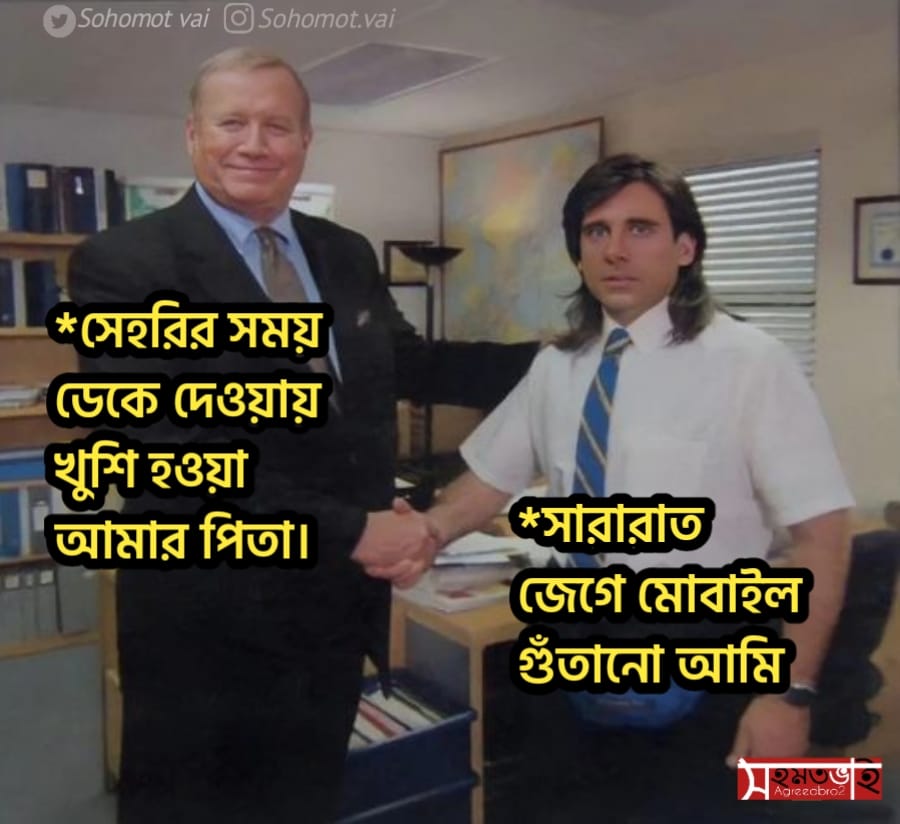 Sohomot vai Sohomot.vai
*সেহরির সময়
ডেকে দেওয়ায়
খুশি হওয়া
আমার পিতা।
*সারারাত
জেগে মোবাইল
গুঁতানো আমি
সহমতভাই
Agreeabro2